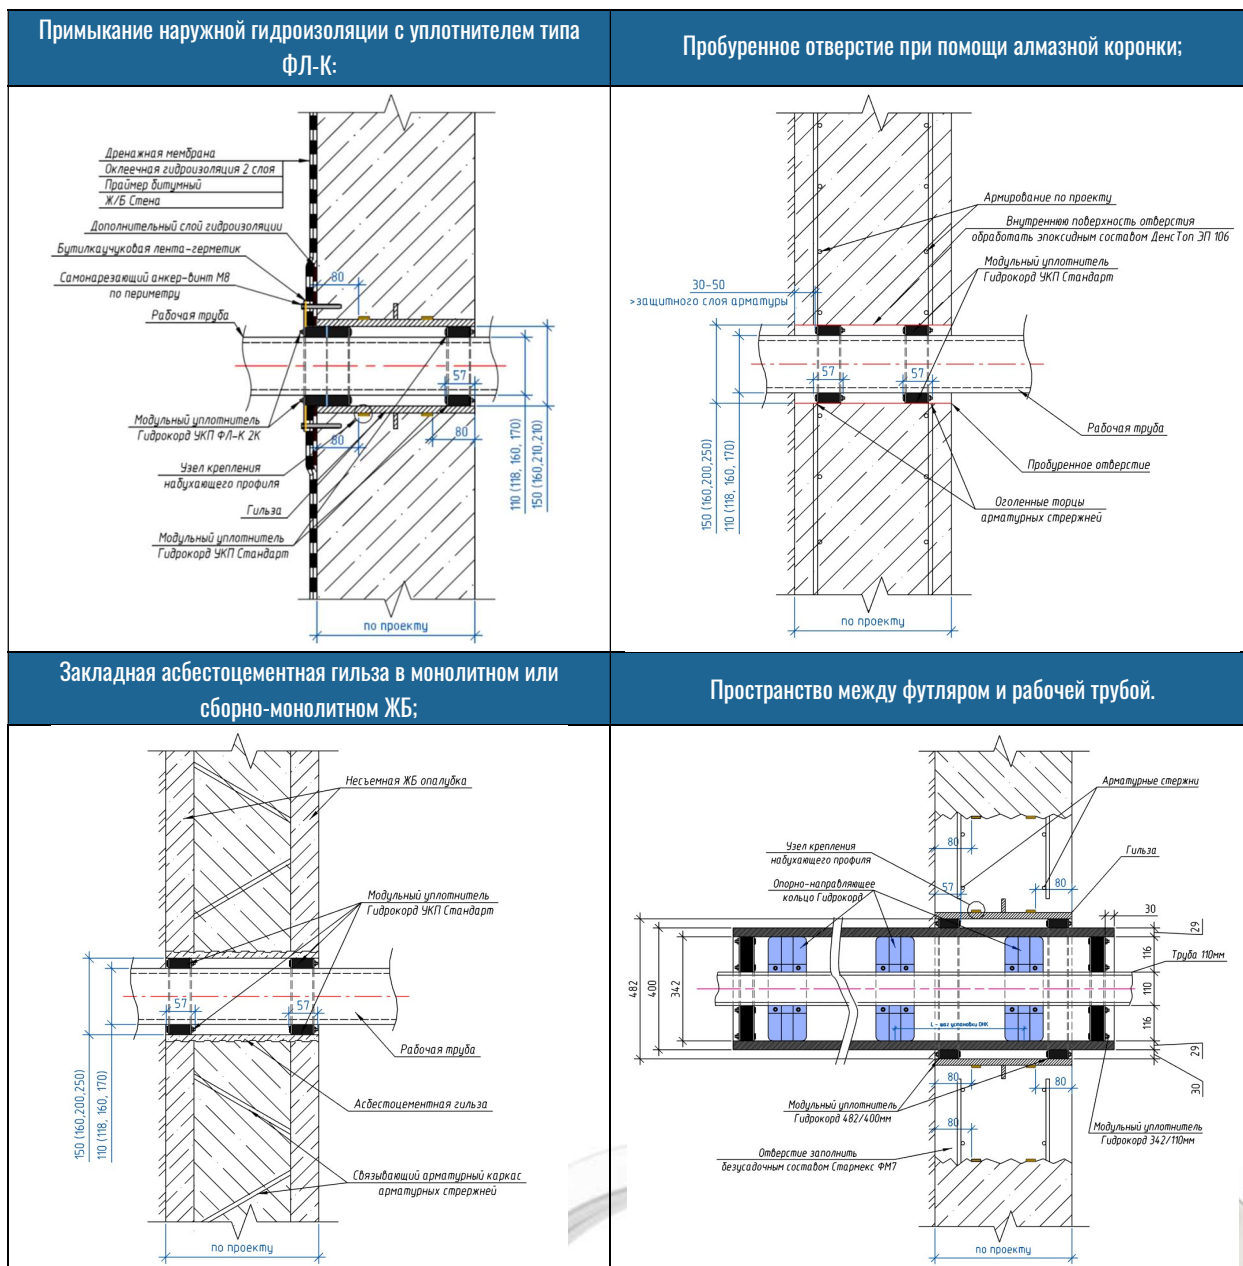 Примыкание наружной гидроизоляции с уплотнителем типа
ФЛ-К:
Дренажная мембрана
Оклеечная гидроизоляция 2 слоя
Праймер битумный
Ж/Б Стена
Дополнительный слой гидроизоляции
Бутилкаучуковая лента-герметик
Самонарезающий анкер-винт М8
по периметру
Рабочая труба
80
57
80
80
Модульный уплотнитель
Гидрокорд УКП ФЛ-К 2К
Узел крепления
набухающего профиля
Гильза
Модульный уплотнитель
Гидрокорд УКП Стандарт
110 (118, 160, 170)
150 (160,210,210)
по проекту
Пробуренное отверстие при помощи алмазной коронки;
Армирование по проекту
Внутреннюю поверхность отверстия
обработать эпоксидным составом ДенсТоп ЭП 106
Модульный уплотнитель
Гидрокорд УКП Стандарт
30-50
>защитного слоя арматуры
57
57
150 (160,200,250)
110 (118, 160, 170)
Рабочая труба
Пробуренное отверстие
Оголенные торцы
арматурных стрержней
по проекту
Закладная асбестоцементная гильза в монолитном или
сборно-монолитном ЖБ;
Несъемная ЖБ опалубка
Модульный уплотнитель
Гидрокорд УКП Стандарт
57
57
Рабочая труба
150 (160,200,250)
110 (118, 160, 170)
Асбестоцементная гильза
Связывающий арматурный каркас
арматурных стрержней
по проекту
Пространство между футляром и рабочей трубой.
Арматурные стержни
Узел крепления
набухающего профиля
Гильза
80
57
80
Опорно-направляющее
кольцо Гидрокорд
30
29
116
Труба 110мм
110
116
29
30
482
400
342
L - шаг установки ОНК
80
80
Модульный уплотнитель
Гидрокорд 482/400мм
80
Модульный уплотнитель
Гидрокорд 342/110мм
Отверстие заполнить
безусадочным составом Стармекс ФМ7
по проекту